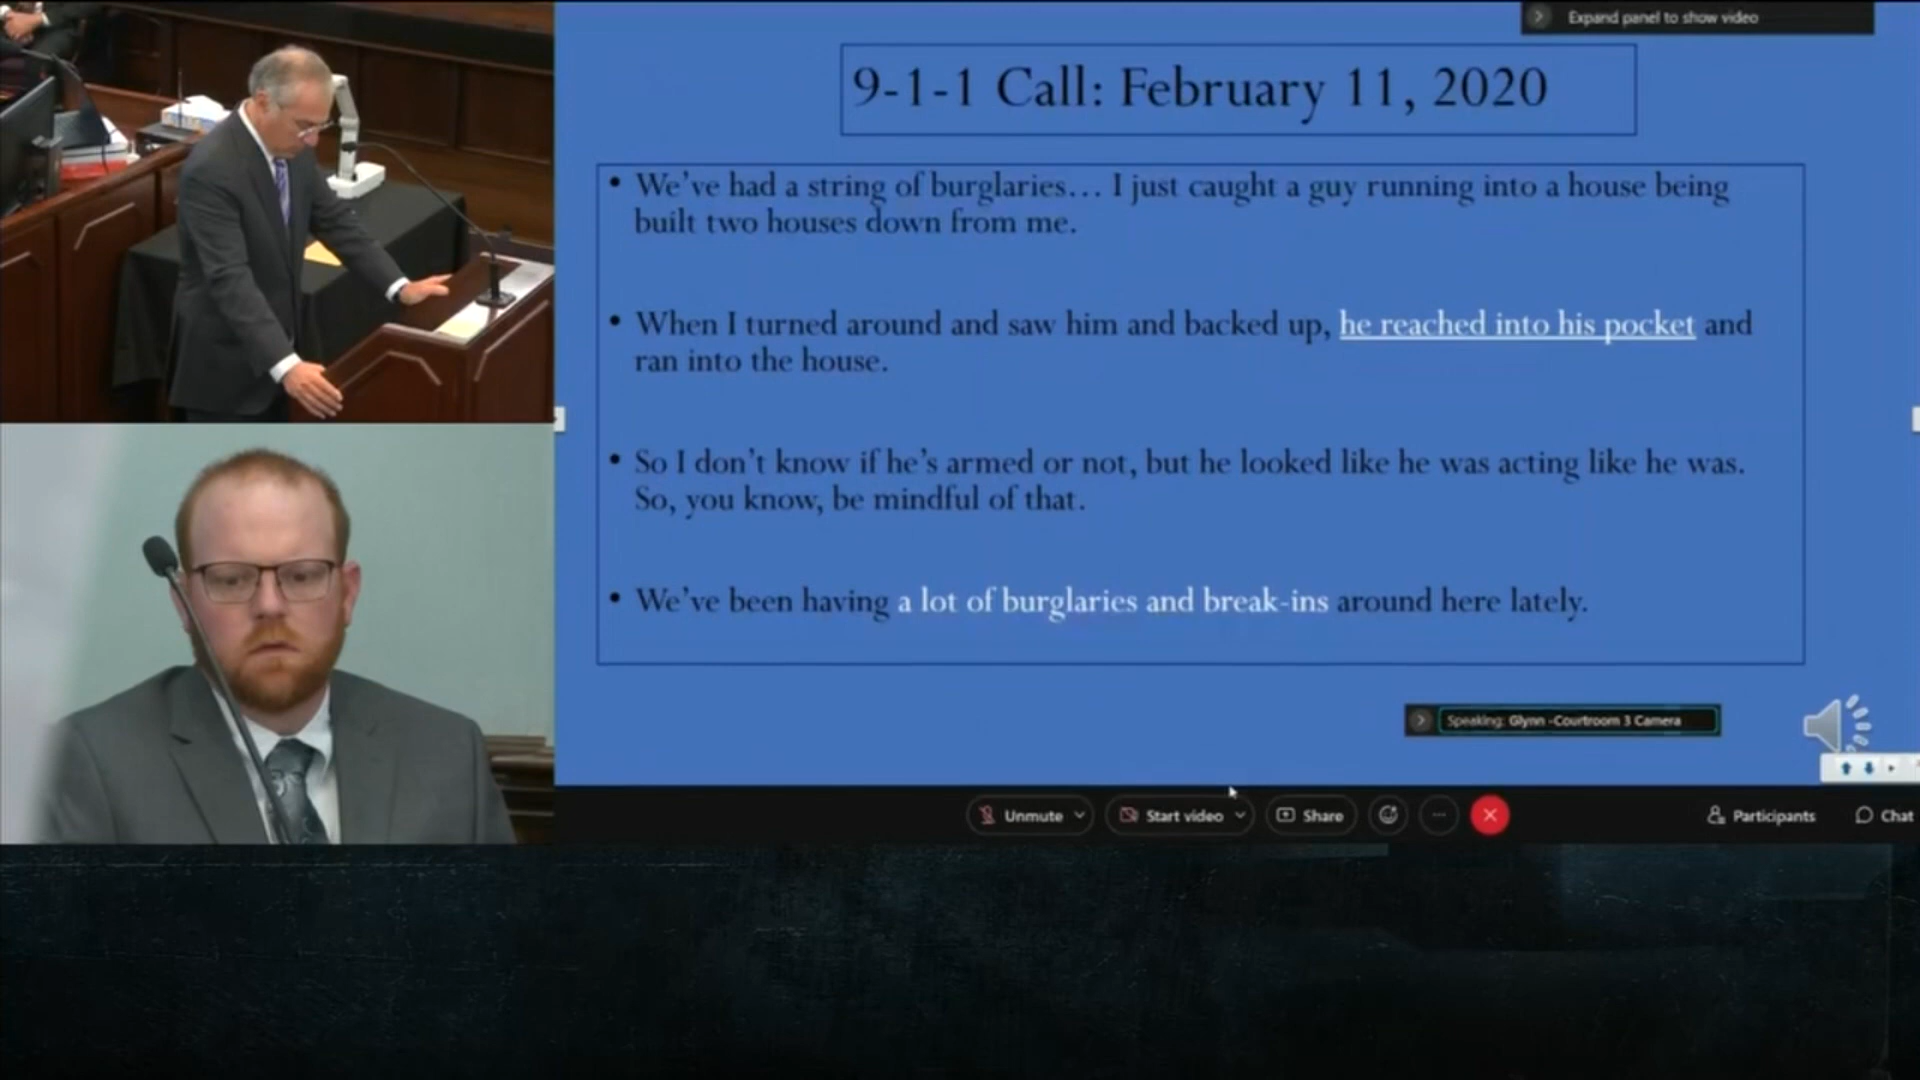 Expand panel to show video
9-1-1 Call: February 11, 2020
• We've had a string of burglaries... I just caught a guy running into a house being
built two houses down from me.
• When I turned around and saw him and backed up, he reached into his pocket and
ran into the house.
• So I don't know if he's armed or not, but he looked like he was acting like he was.
So, you know, be mindful of that.
• We've been having a lot of burglaries and break-ins around here lately.
Speaking: Glynn -Courtroom 3 Camera
Unmute
Start video
Share
Participants
Chat